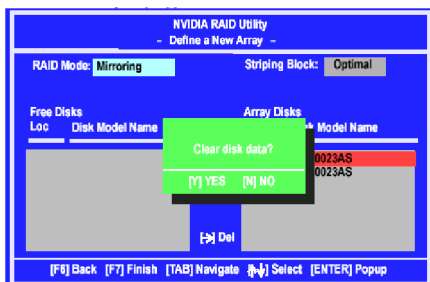 NVIDIA RAID Utility
- Define a New Array -
RAID Mode: Mirroring Striping Block: Optimal
Free Disks Array Disks
Loc Disk Model Name Model Name
Clear disk data?
0023AS
[Y] YES [N] NO 0023AS
Del
[F6] Back [F7] Finish [TAB] Navigate Select [ENTER] Popup